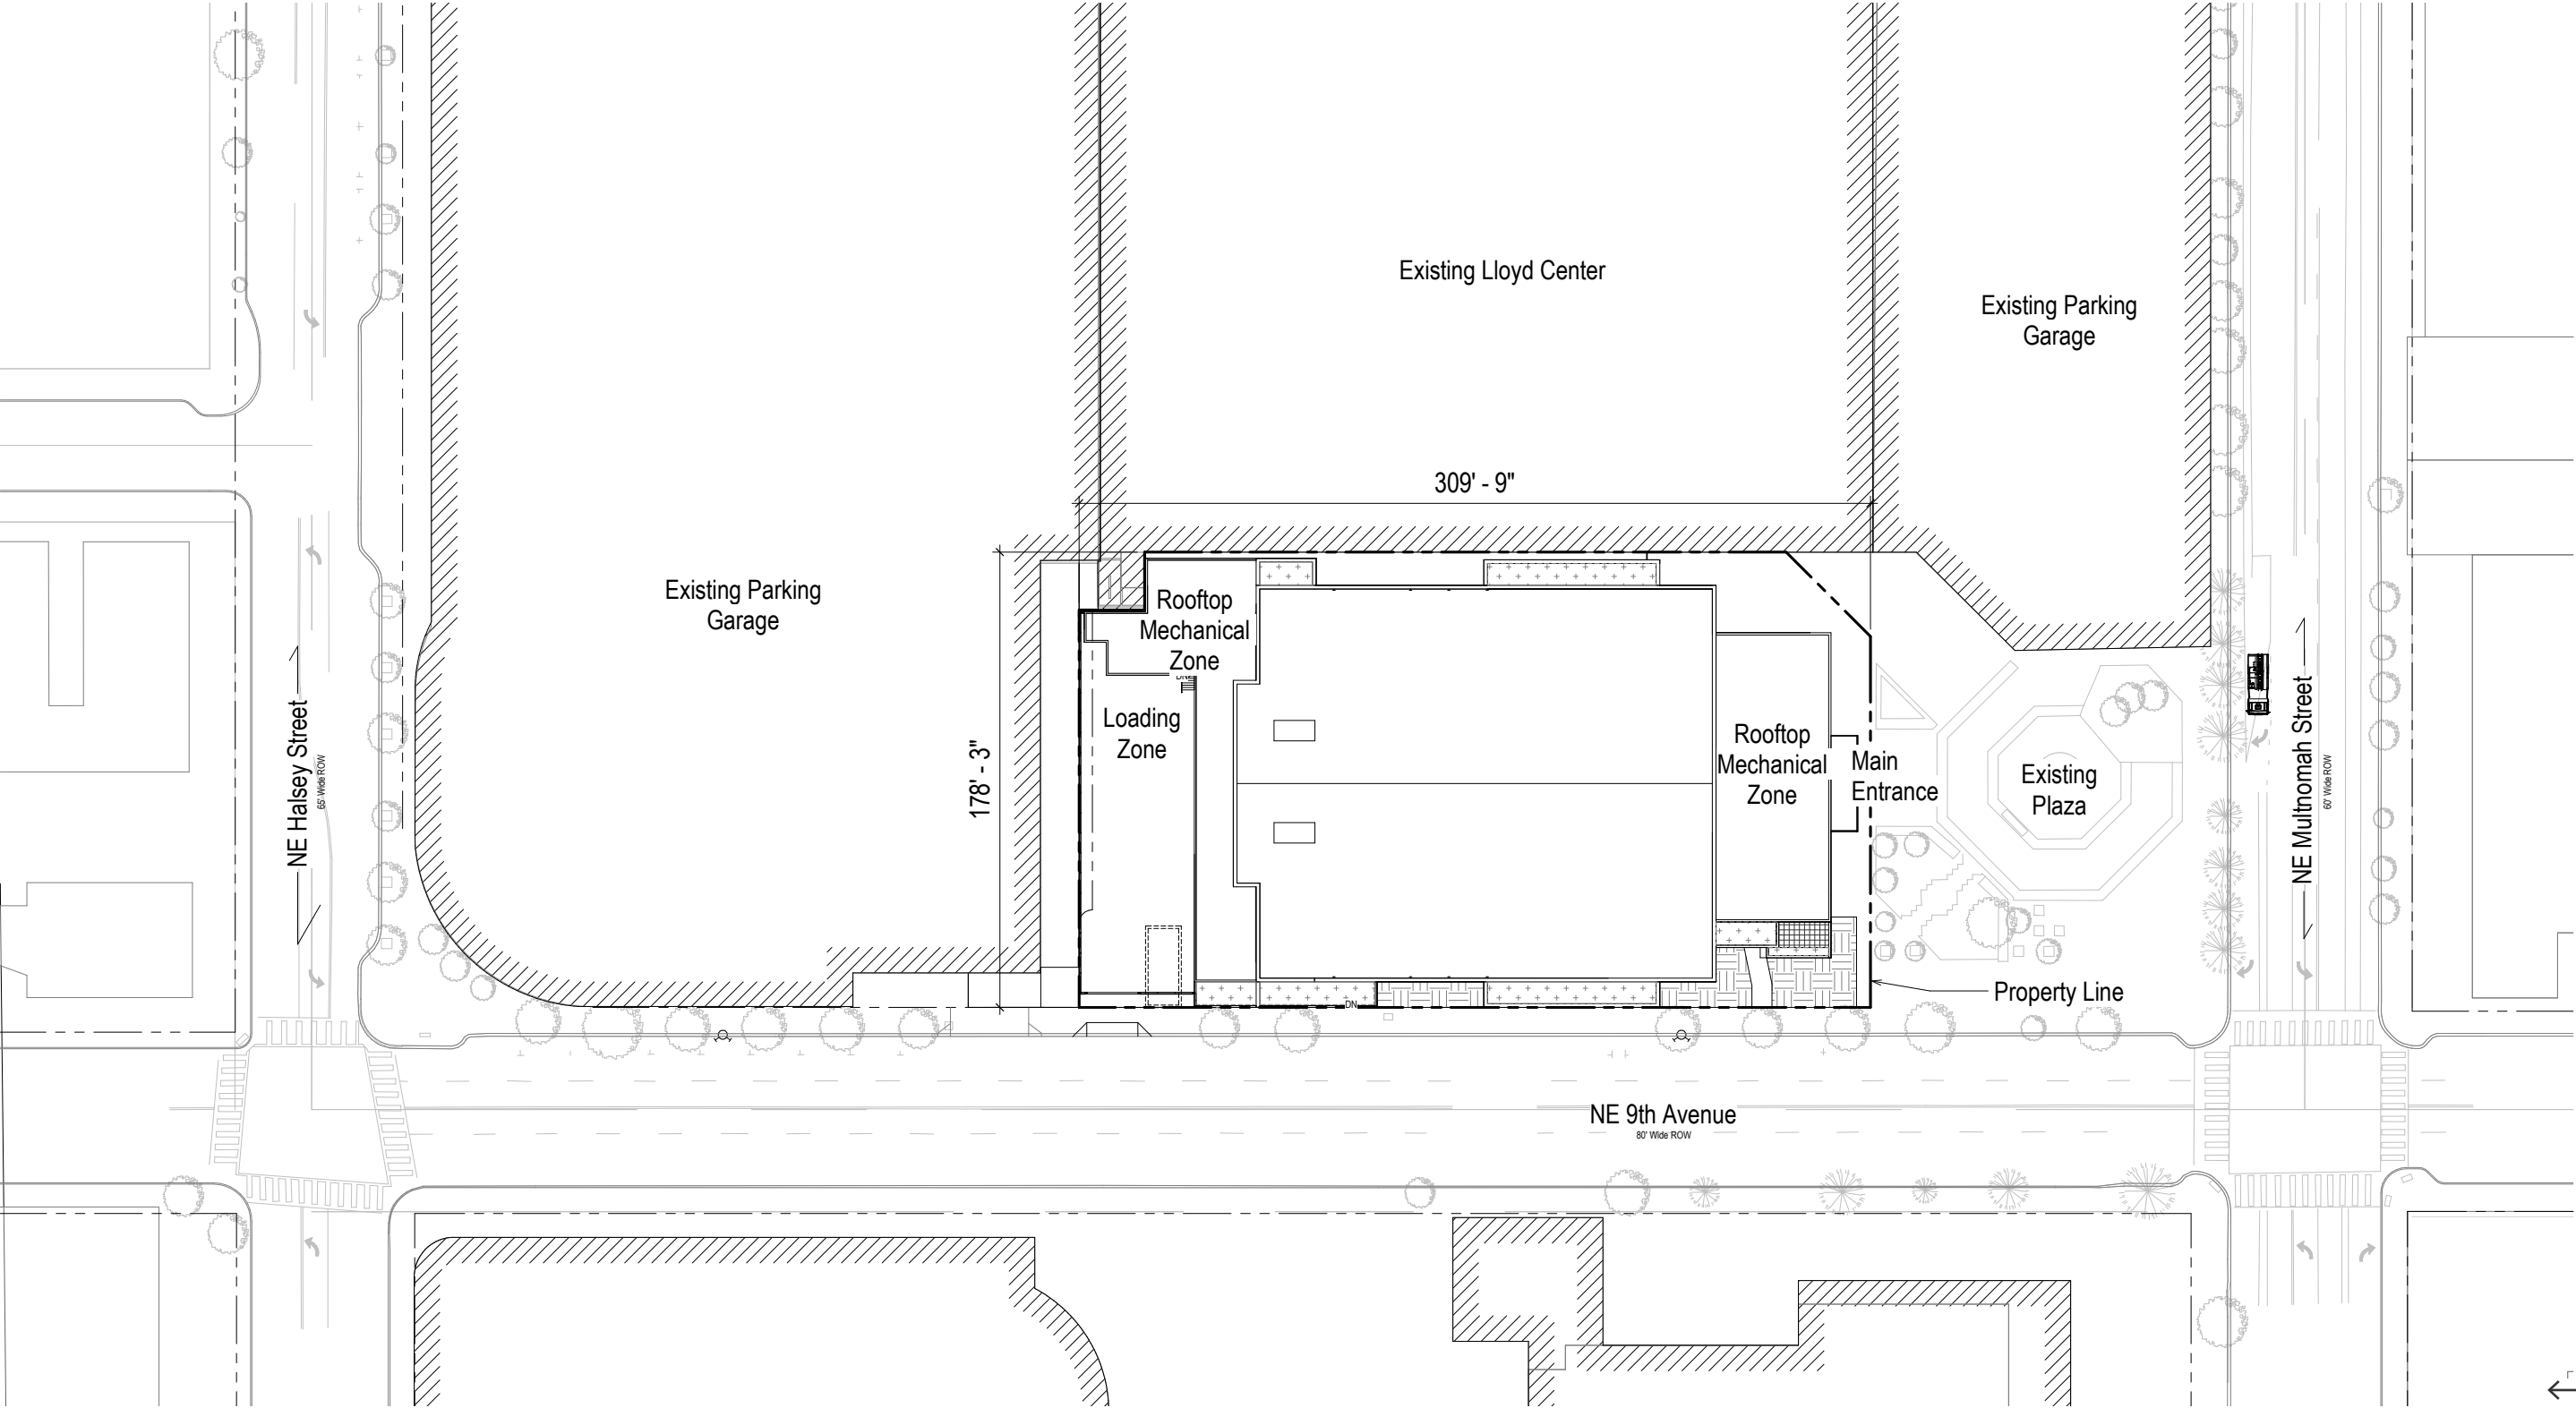 Existing Lloyd Center
Existing Parking
Garage
309' - 9"
Existing Parking
Garage
178' - 3"
Rooftop
Mechanical
Zone
DN
Loading
Zone
Rooftop
Mechanical
Zone
Main
Entrance
Existing
Plaza
NE Halsey Street
65' Wide ROW
NE Multnomah Street
60' Wide ROW
Property Line
DN
NE 9th Avenue
80' Wide ROW